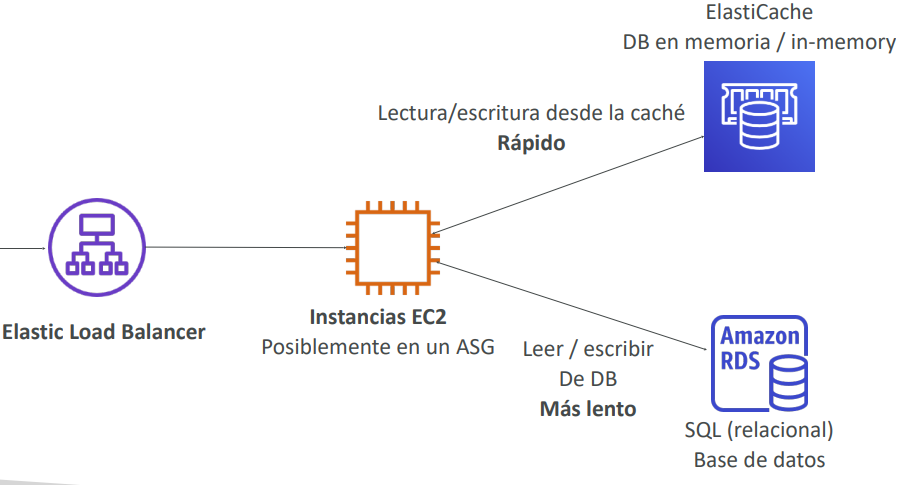 ElastiCache
DB en memoria / in-memory
Lectura/escritura desde la caché
Rápido
Elastic Load Balancer
Instancias EC2
Posiblemente en un ASG
Leer / escribir
De DB
Más lento
Amazon
RDS
SQL (relacional)
Base de datos